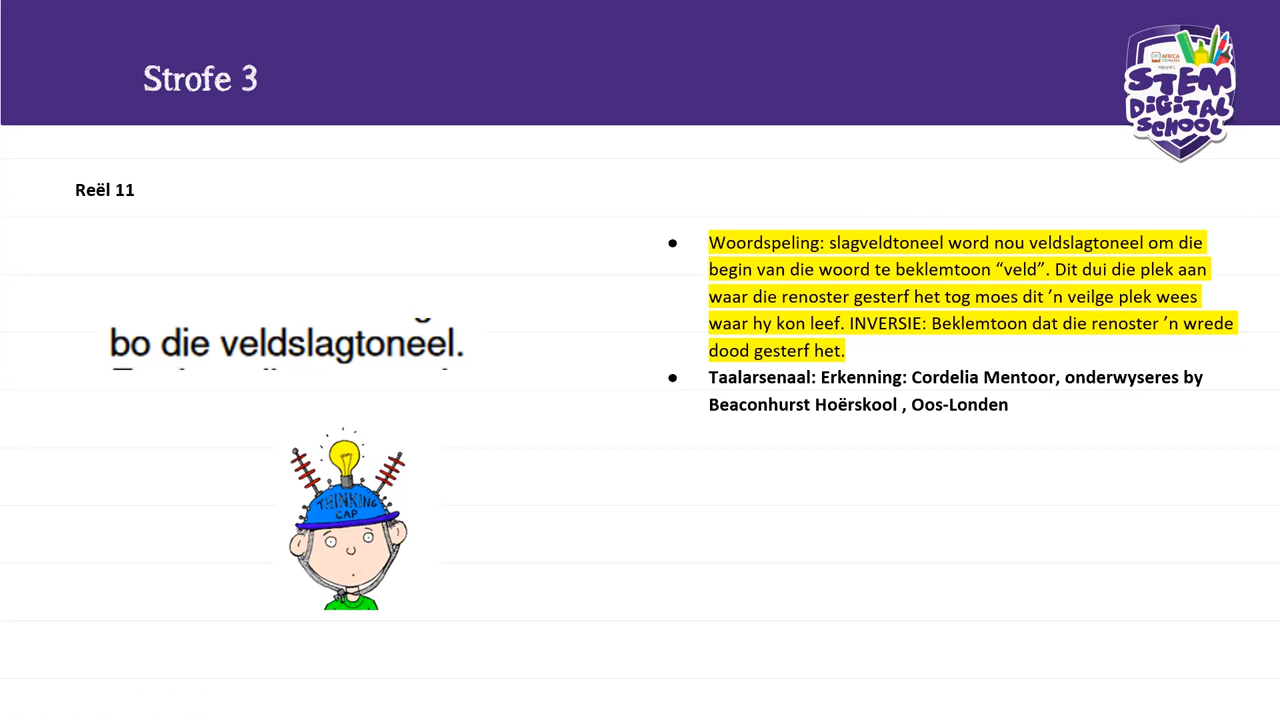 Strofe 3
AFRICA
STEM
DIGITAL
SCHOOL
Reël 11
bo die veldslagtoneel.
THINKING
CAP
● Woordspeling: slagveldtoneel word nou veldslagtoneel om die
begin van die woord te beklemtoon “veld”. Dit dui die plek aan
waar die renoster gesterf het tog moes dit ’n veilge plek wees
waar hy kon leef. INVERSIE: Beklemtoon dat die renoster ’n wrede
dood gesterf het.
● Taalarsenaal: Erkenning: Cordelia Mentoor, onderwyseres by
Beaconhurst Hoërskool , Oos-Londen